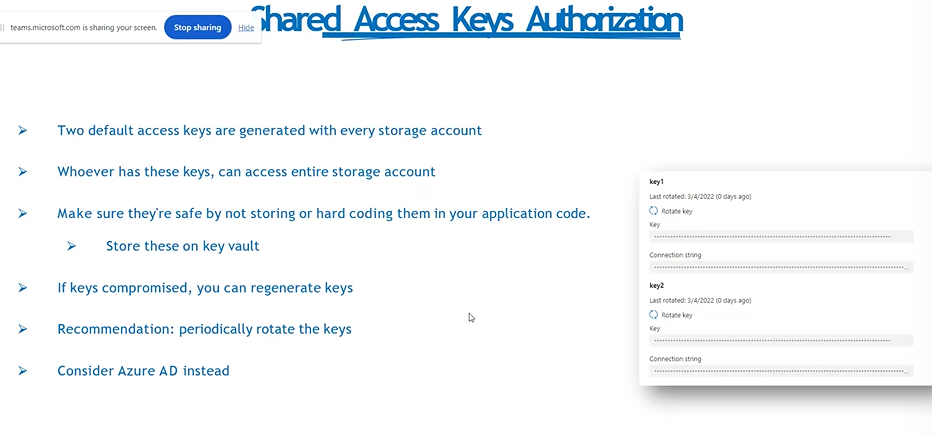 Shared Access Keys Authorization
teams.microsoft.com is sharing your screen.
Stop sharing
Hide
Two default access keys are generated with every storage account
Whoever has these keys, can access entire storage account
Make sure they're safe by not storing or hard coding them in your application code.
Store these on key vault
If keys compromised, you can regenerate keys
Recommendation: periodically rotate the keys
Consider Azure AD instead
key1
Last rotated: 3/4/2022 (0 days ago)
Rotate key
Key
Connection string
key2
Last rotated: 3/4/2022 (0 days ago)
Rotate key
Key
Connection string